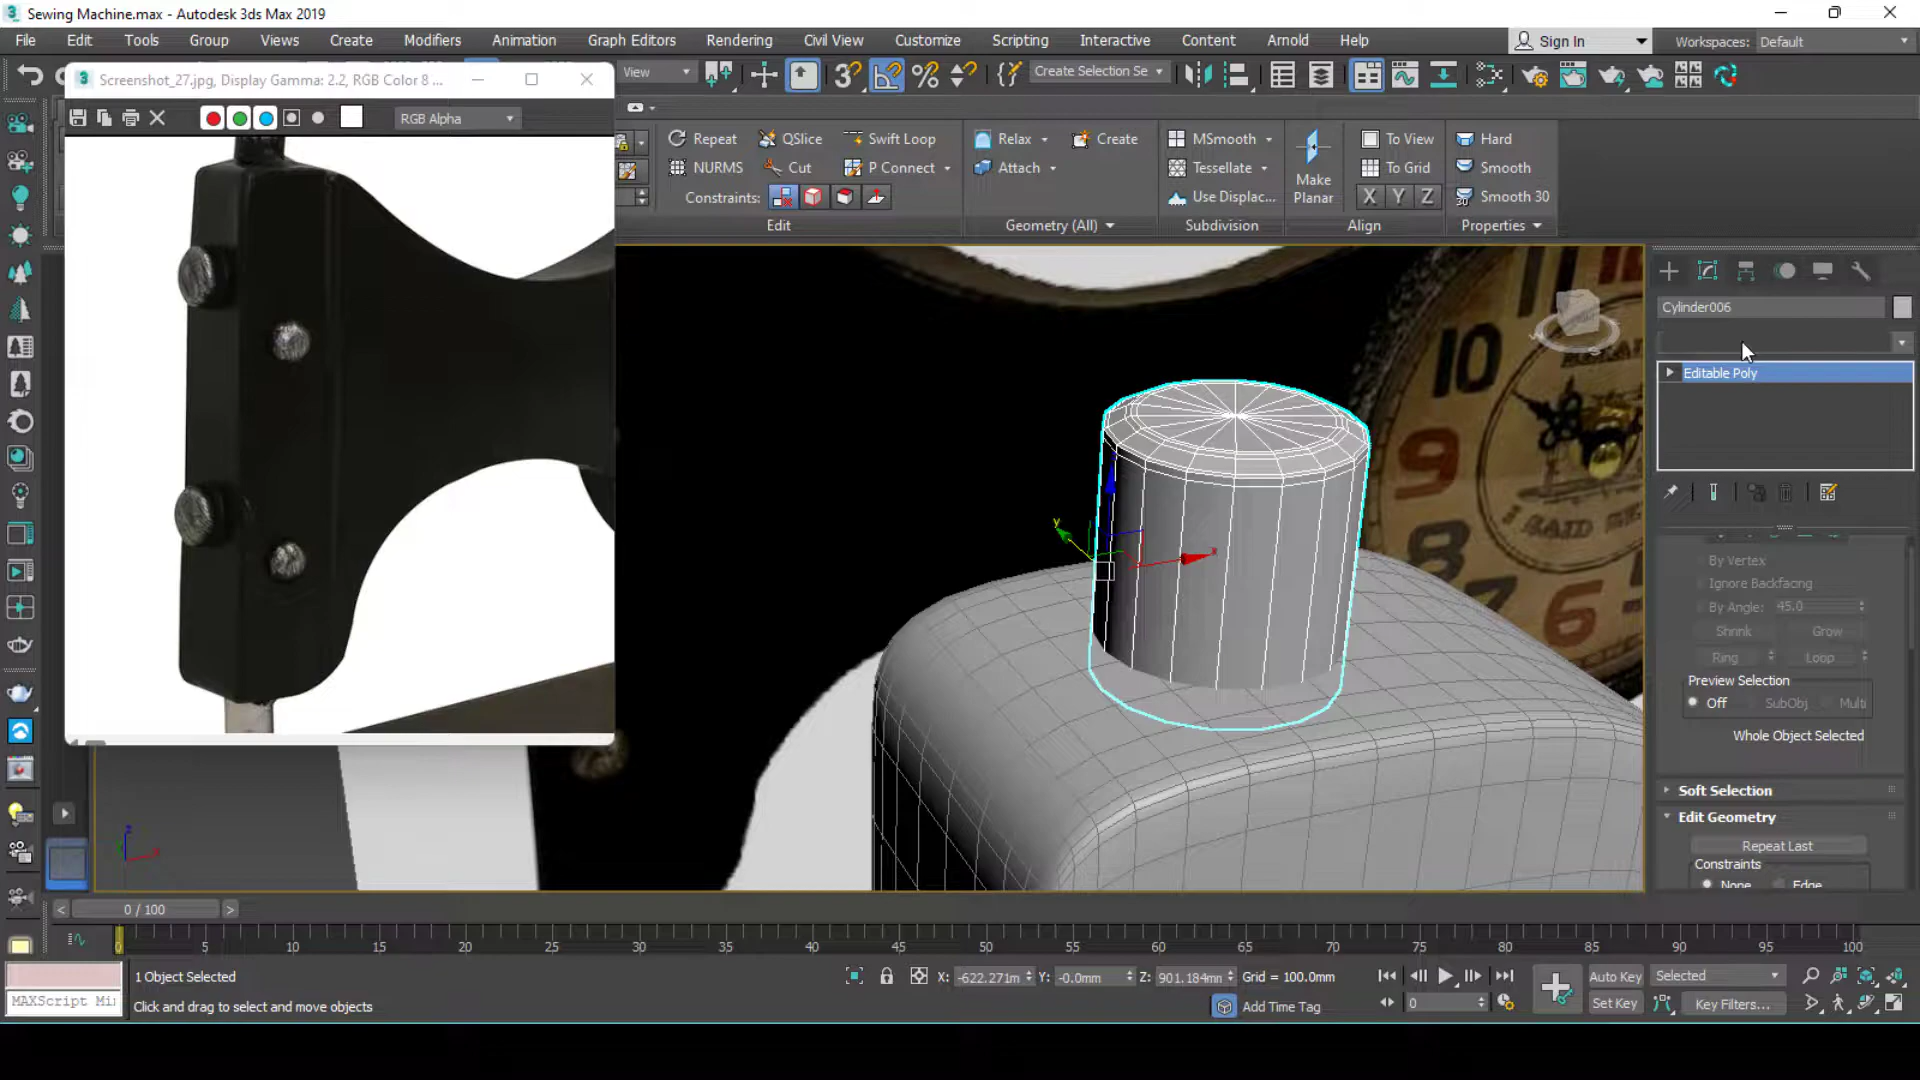 Sewing Machine.max - Autodesk 3ds Max 2019
File Edit Tools Group Views Create Modifiers Animation Graph Editors Rendering Civil View Customize Scripting Interactive Content Arnold Help
Sign In
Workspaces: Default
Screenshot_27.jpg, Display Gamma: 2.2, RGB Color 8 ...
RGB Alpha
View
Create Selection Se
Repeat QSlice Swift Loop
NURMS Cut P Connect
Constraints:
Edit
Relax Create
Attach
Geometry (All)
MSmooth
Tessellate
Use Displac...
Subdivision
Make
Planar
To View
To Grid
X Y Z
Align
Hard
Smooth
Smooth 30
Properties
Cylinder006
Editable Poly
By Vertex
Ignore Backfacing
By Angle: 45.0
Shrink Grow
Ring Loop
Preview Selection
Off SubObj Multi
Whole Object Selected
Soft Selection
Edit Geometry
Repeat Last
Constraints
None Edge
10
9
8
7
6
z
x
y
0 / 100
0 5 10 15 20 25 30 35 40 45 50 55 60 65 70 75 80 85 90 95 100
1 Object Selected
Click and drag to select and move objects
MAXScript Mi
X: -622.271m Y: -0.0mm Z: 901.184mm Grid = 100.0mm
Add Time Tag
0
Auto Key Selected
Set Key Key Filters...